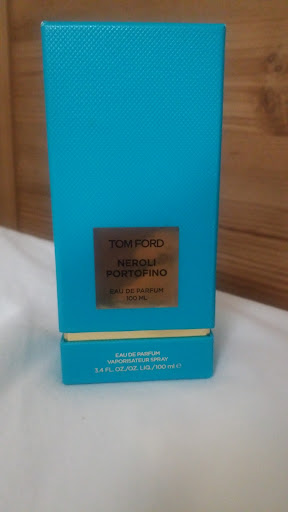 TOM FORD
NEROLI
PORTOFINO
EAU DE PARFUM
100 ML
EAU DE PARFUM
VAPORISATEUR SPRAY
3.4 FL. OZ./OZ. LIQ./100 ml ℮